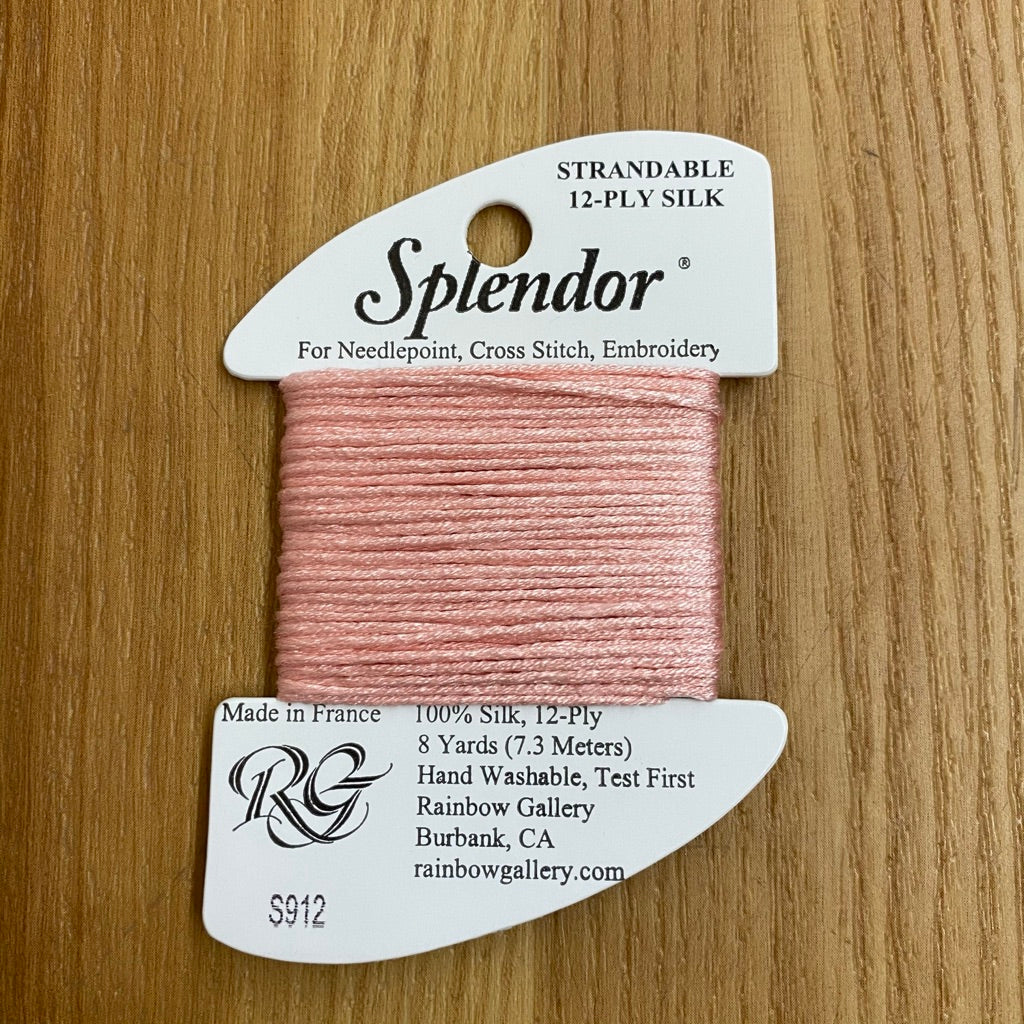 STRANDABLE
12-PLY SILK
Splendor®
For Needlepoint, Cross Stitch, Embroidery
Made in France
100% Silk, 12-Ply
8 Yards (7.3 Meters)
Hand Washable, Test First
Rainbow Gallery
Burbank, CA
rainbowgallery.com
RG
S912